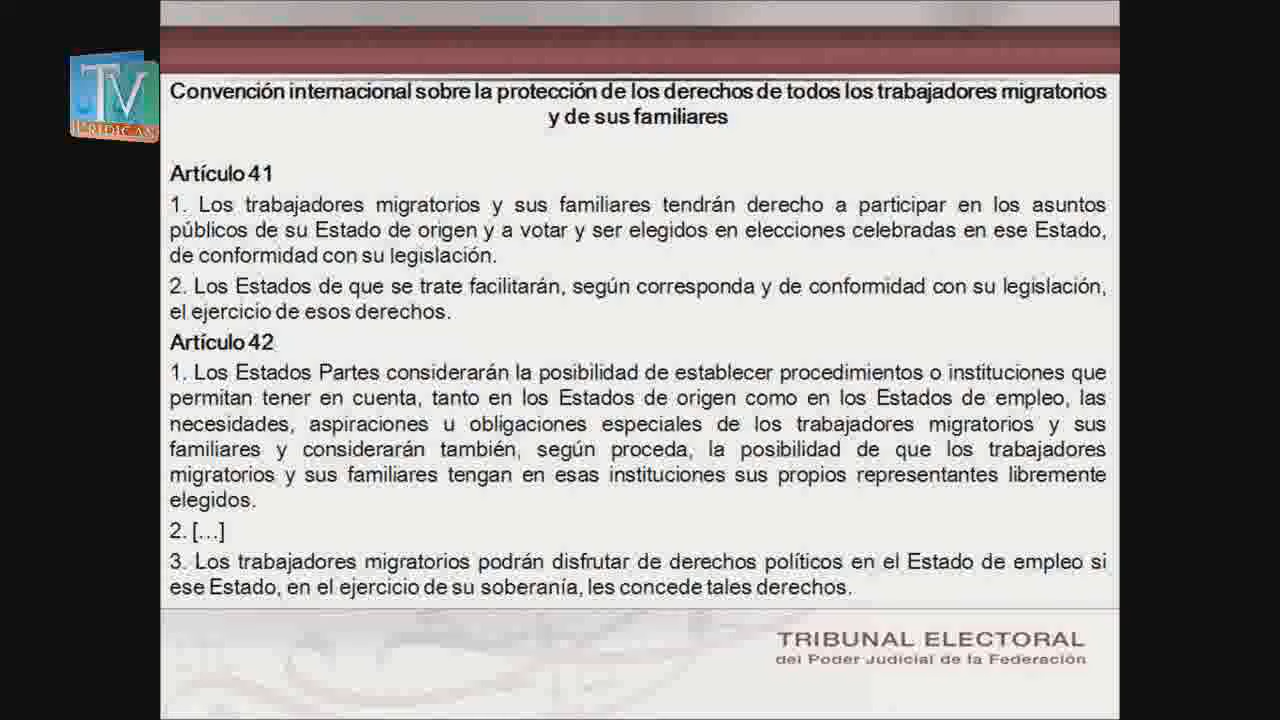 TV
JURIDICAS
Convención internacional sobre la protección de los derechos de todos los trabajadores migratorios
y de sus familiares
Artículo 41
1. Los trabajadores migratorios y sus familiares tendrán derecho a participar en los asuntos
públicos de su Estado de origen y a votar y ser elegidos en elecciones celebradas en ese Estado,
de conformidad con su legislación.
2. Los Estados de que se trate facilitarán, según corresponda y de conformidad con su legislación,
el ejercicio de esos derechos.
Artículo 42
1. Los Estados Partes considerarán la posibilidad de establecer procedimientos o instituciones que
permitan tener en cuenta, tanto en los Estados de origen como en los Estados de empleo, las
necesidades, aspiraciones u obligaciones especiales de los trabajadores migratorios y sus
familiares y considerarán también, según proceda, la posibilidad de que los trabajadores
migratorios y sus familiares tengan en esas instituciones sus propios representantes libremente
elegidos.
2. […]
3. Los trabajadores migratorios podrán disfrutar de derechos políticos en el Estado de empleo si
ese Estado, en el ejercicio de su soberanía, les concede tales derechos.
TRIBUNAL ELECTORAL
del Poder Judicial de la Federación